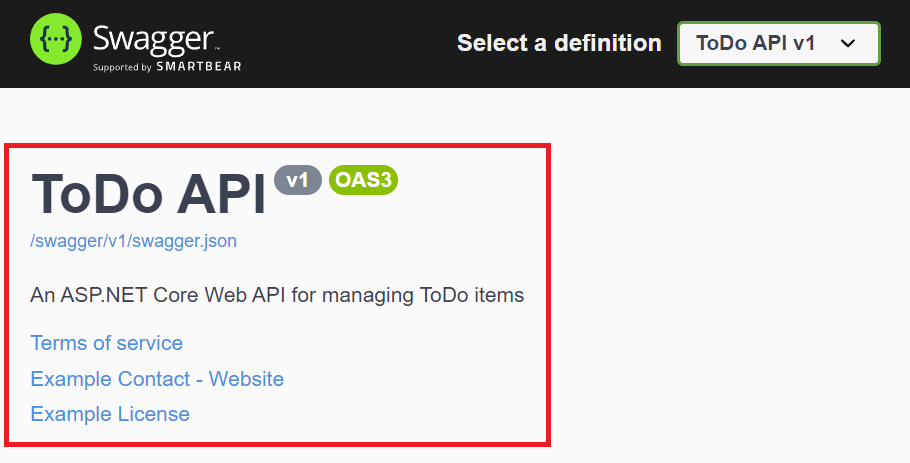 {···} Swagger™
Supported by SMARTBEAR
Select a definition
ToDo API v1
ToDo API v1 OAS3
/swagger/v1/swagger.json
An ASP.NET Core Web API for managing ToDo items
Terms of service
Example Contact - Website
Example License